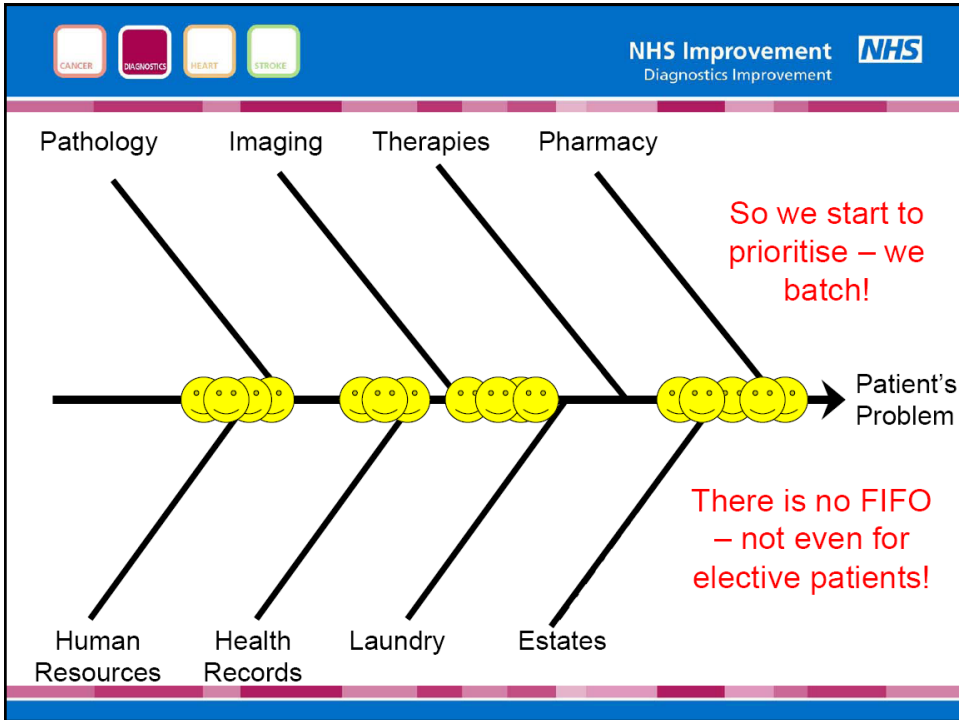 CANCER
DIAGNOSTICS
HEART
STROKE
NHS Improvement
Diagnostics Improvement
NHS
Pathology
Imaging
Therapies
Pharmacy
So we start to
prioritise – we
batch!
Patient's
Problem
There is no FIFO
– not even for
elective patients!
Human
Resources
Health
Records
Laundry
Estates